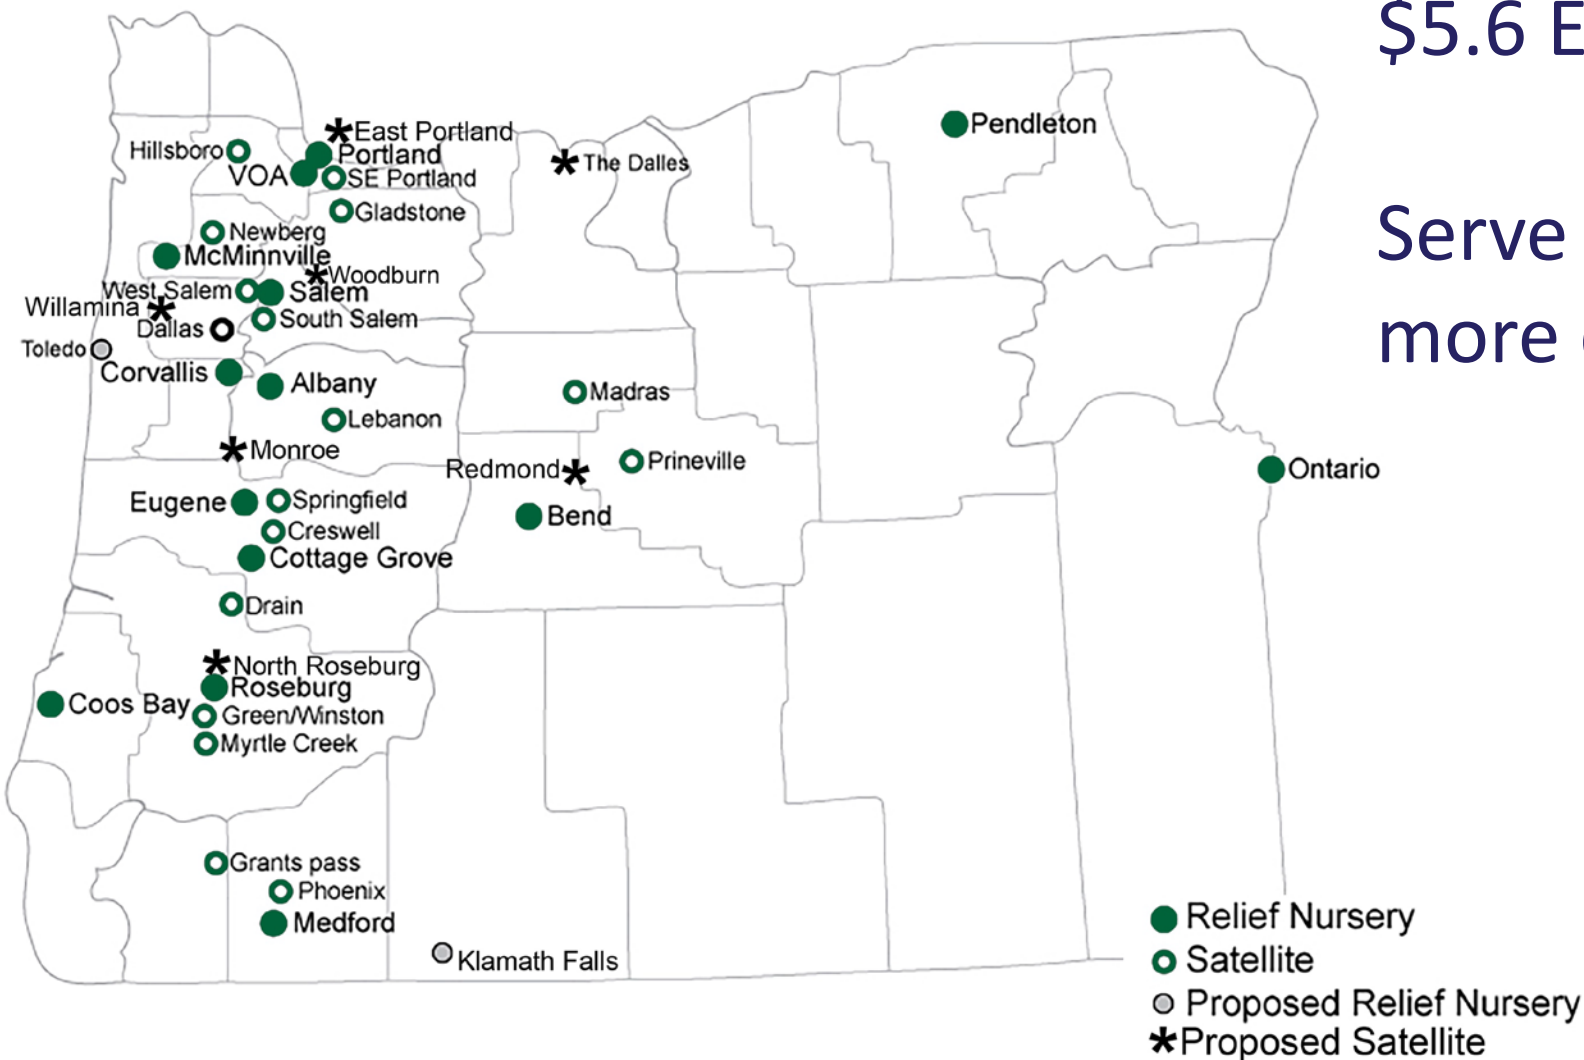 $5.6 E
Serve
more
East Portland
Hillsboro
Portland
VOA
SE Portland
The Dalles
Pendleton
Gladstone
Newberg
McMinnville
Woodburn
West Salem
Salem
Willamina
South Salem
Dallas
Toledo
Corvallis
Albany
Madras
Lebanon
Monroe
Redmond
Prineville
Ontario
Eugene
Springfield
Bend
Creswell
Cottage Grove
Drain
North Roseburg
Roseburg
Coos Bay
Green/Winston
Myrtle Creek
Grants pass
Phoenix
Medford
Klamath Falls
Relief Nursery
Satellite
Proposed Relief Nursery
Proposed Satellite